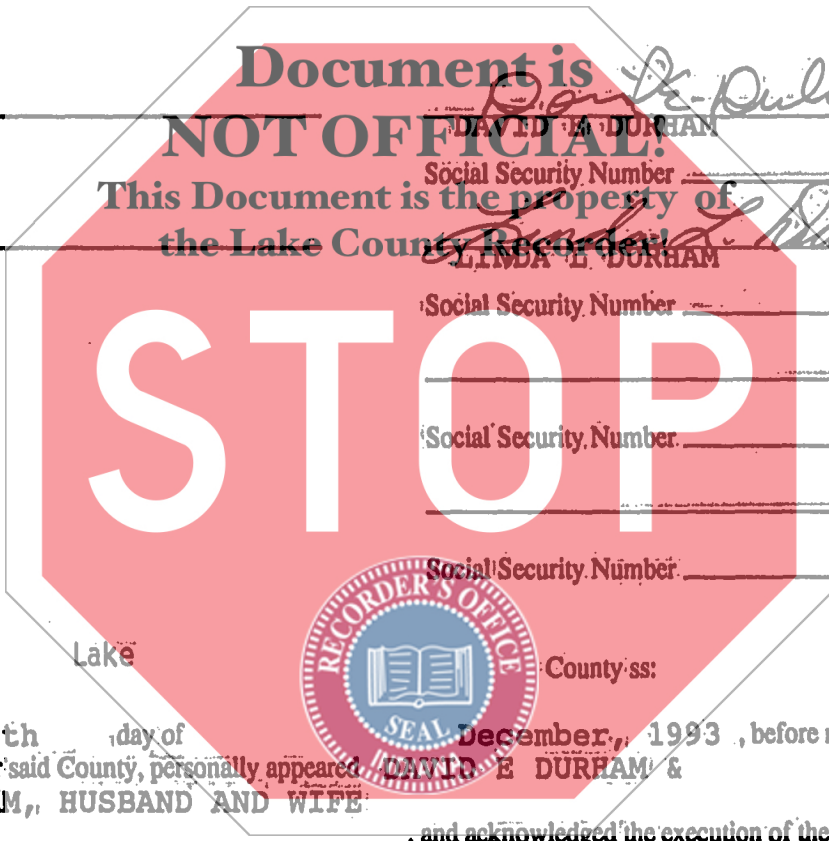 Document is
NOT OFFICIAL!
DAVID E DURHAM
Social Security Number
This Document is the property of
the Lake County Recorder!
LINDA L DURHAM
Social Security Number
STOP
Social Security Number
Social Security Number
RECORDER'S OFFICE
SEAL
INDIANA
Lake County ss:
th day of December, 1993, before
said County, personally appeared DAVID E DURHAM &
M, HUSBAND AND WIFE
, and acknowledged the execution of the